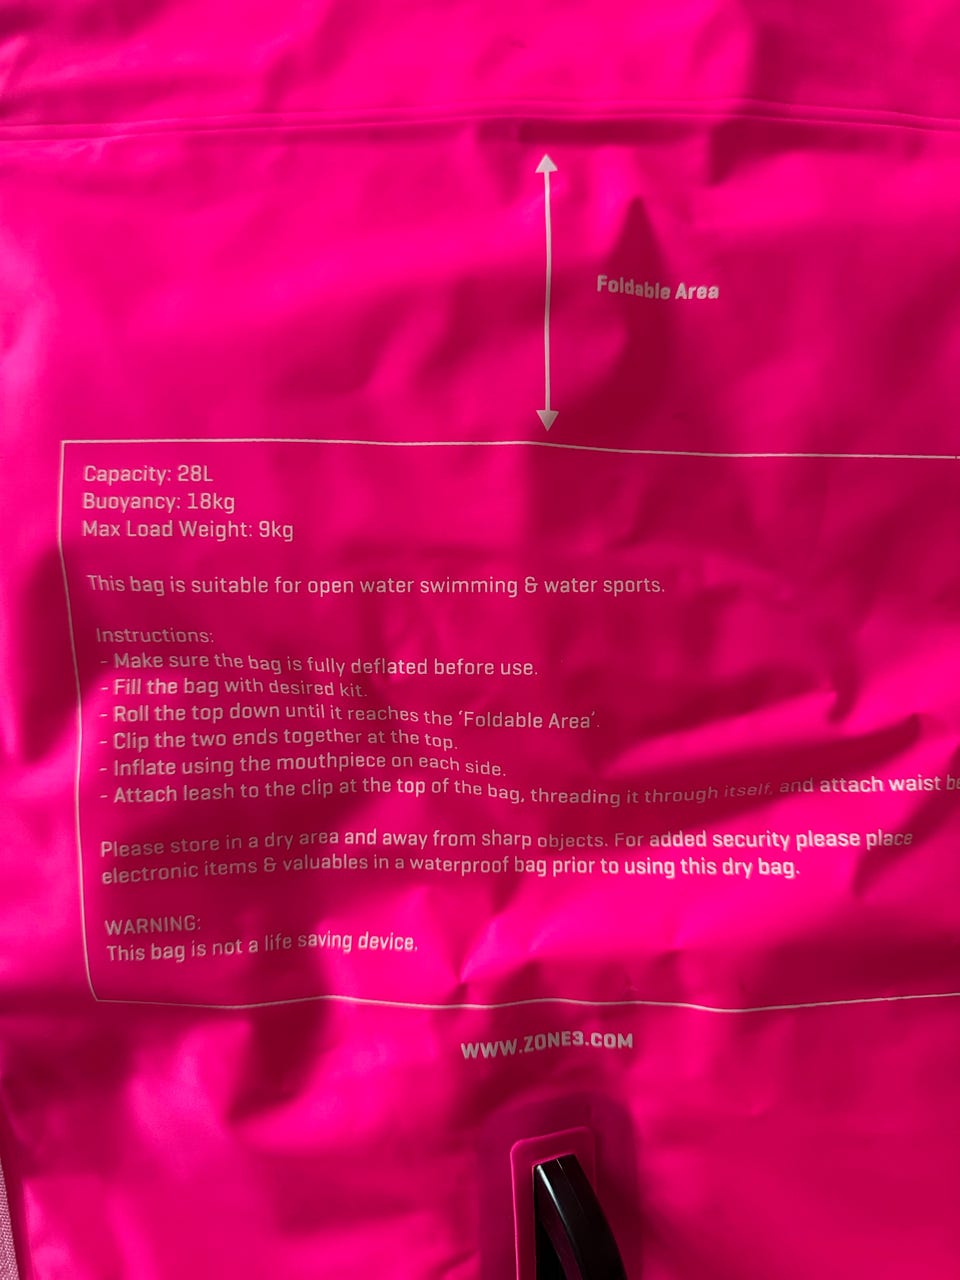 Foldable Area
Capacity: 28L
Buoyancy: 18kg
Max Load Weight: 9kg
This bag is suitable for open water swimming & water sports.
Instructions:
- Make sure the bag is fully deflated before use.
- Fill the bag with desired kit.
- Roll the top down until it reaches the ‘Foldable Area’.
- Clip the two ends together at the top.
- Inflate using the mouthpiece on each side.
- Attach leash to the clip at the top of the bag, threading it through itself, and attach waist
Please store in a dry area and away from sharp objects. For added security please place
electronic items & valuables in a waterproof bag prior to using this dry bag.
WARNING:
This bag is not a life saving device.
WWW.ZONE3.COM